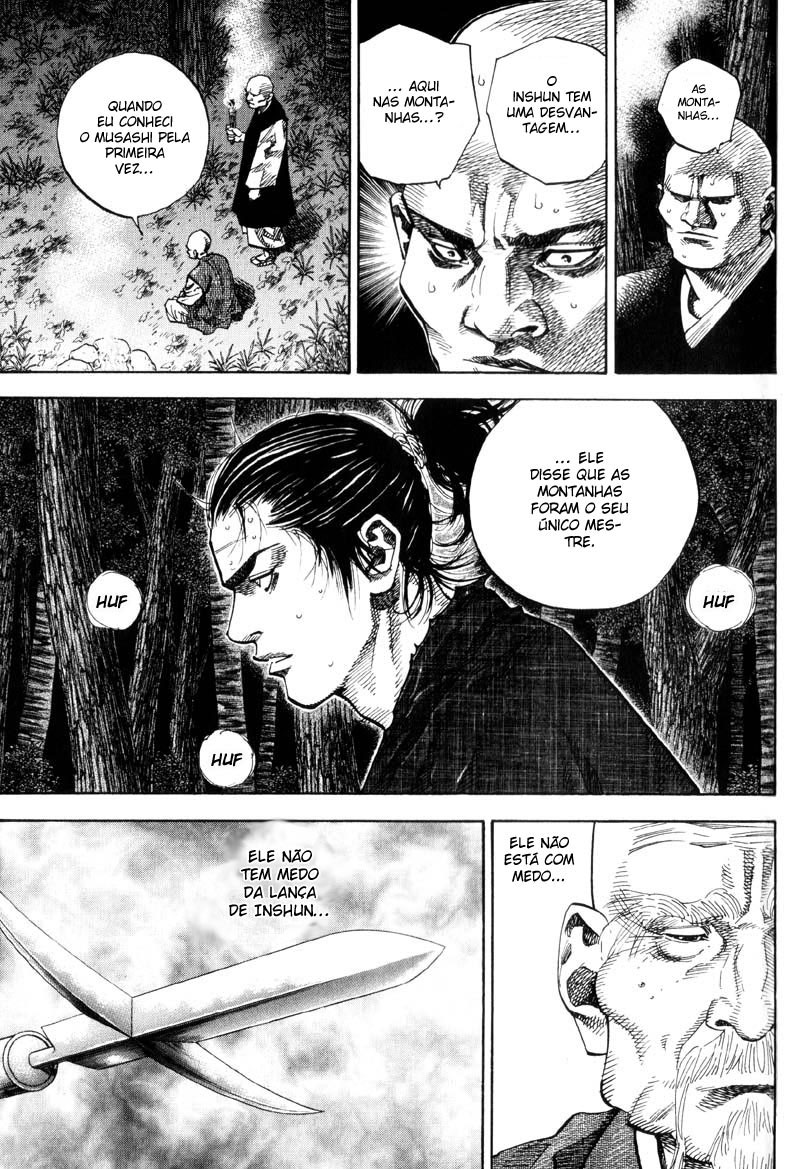 AS
MONTA-
NHAS...
O
INSHUN TEM
UMA DESVAN-
TAGEM...
... AQUI
NAS MONTA-
NHAS...?
QUANDO
EU CONHECI
O MUSASHI PELA
PRIMEIRA
VEZ...
... ELE
DISSE QUE AS
MONTANHAS
FORAM O SEU
ÚNICO MES-
TRE.
HUF
HUF
HUF
ELE NÃO
ESTÁ COM
MEDO...
ELE NÃO
TEM MEDO
DA LANÇA
DE INSHUN...